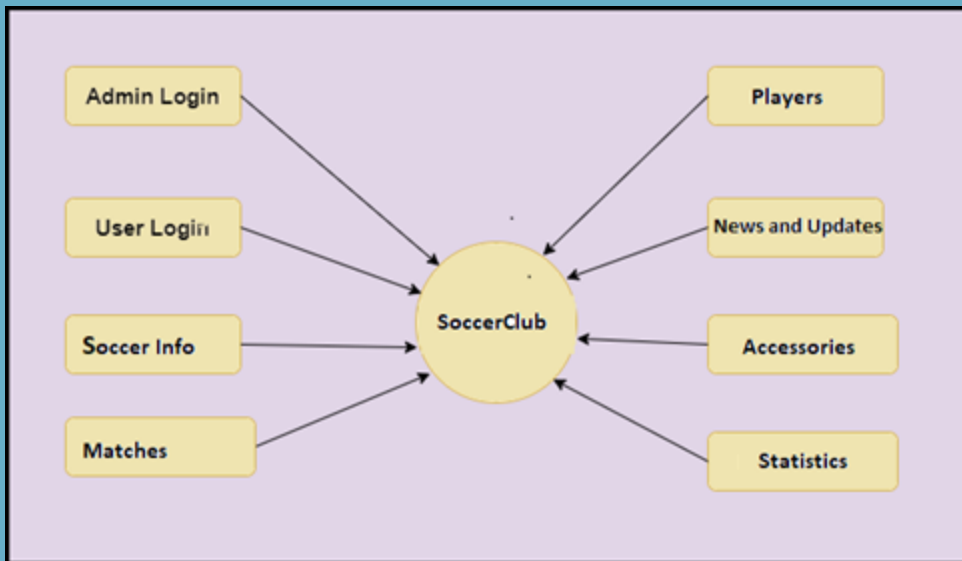 Admin Login
User Login
Soccer Info
Matches
SoccerClub
Players
News and Updates
Accessories
Statistics